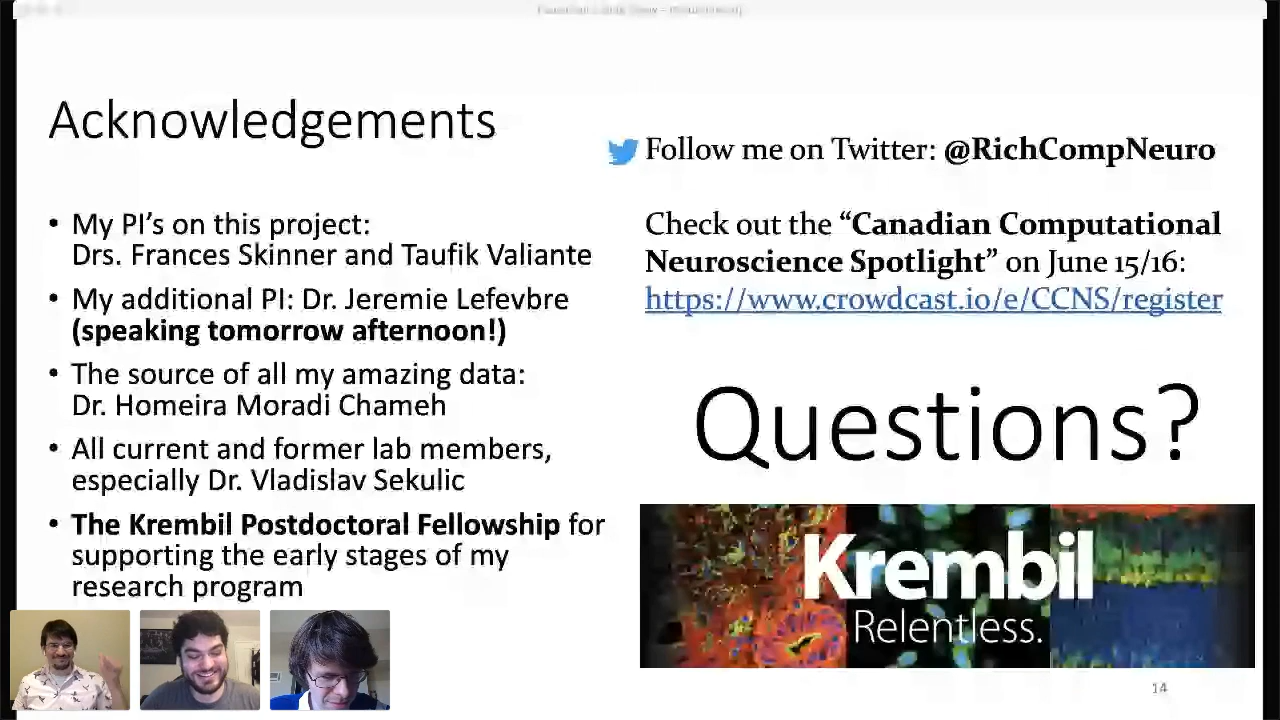 Acknowledgements
• My PI's on this project:
Drs. Frances Skinner and Taufik Valiante
• My additional PI: Dr. Jeremie Lefevbre
(speaking tomorrow afternoon!)
• The source of all my amazing data:
Dr. Homeira Moradi Chameh
• All current and former lab members,
especially Dr. Vladislav Sekulic
• The Krembil Postdoctoral Fellowship for
supporting the early stages of my
research program
Follow me on Twitter: @RichCompNeuro
Check out the “Canadian Computational
Neuroscience Spotlight” on June 15/16:
https://www.crowdcast.io/e/CCNS/register
Questions?
Krembil
Relentless.
14